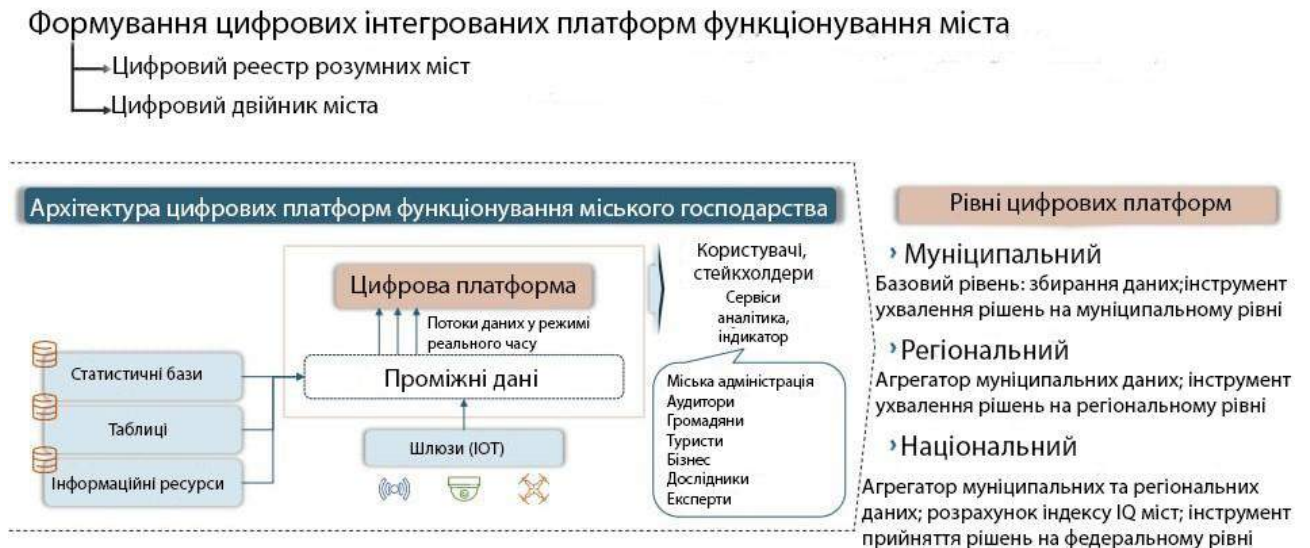 Формування цифрових інтегрованих платформ функціонування міста
Цифровий реестр розумних міст
Цифровий двійник міста
Архітектура цифрових платформ функціонування міського господарства
Цифрова платформа
Потоки даних у режимі
реального часу
Проміжні дані
Статистичні бази
Таблиці
Інформаційні ресурси
Шлюзи (ІОТ)
Користувачі,
стейкхолдери
Сервіси
аналітика,
індикатор
Міська адміністрація
Аудитори
Громадяни
Туристи
Бізнес
Дослідники
Експерти
Рівні цифрових платформ
Муніципальний
Базовий рівень: збирання даних;інструмент
ухвалення рішень на муніципальному рівні
Регіональний
Агрегатор муніципальних даних; інструмент
ухвалення рішень на регіональному рівні
Національний
Агрегатор муніципальних та регіональних
даних; розрахунок індексу IQ міст; інструмент
прийняття рішень на федеральному рівні